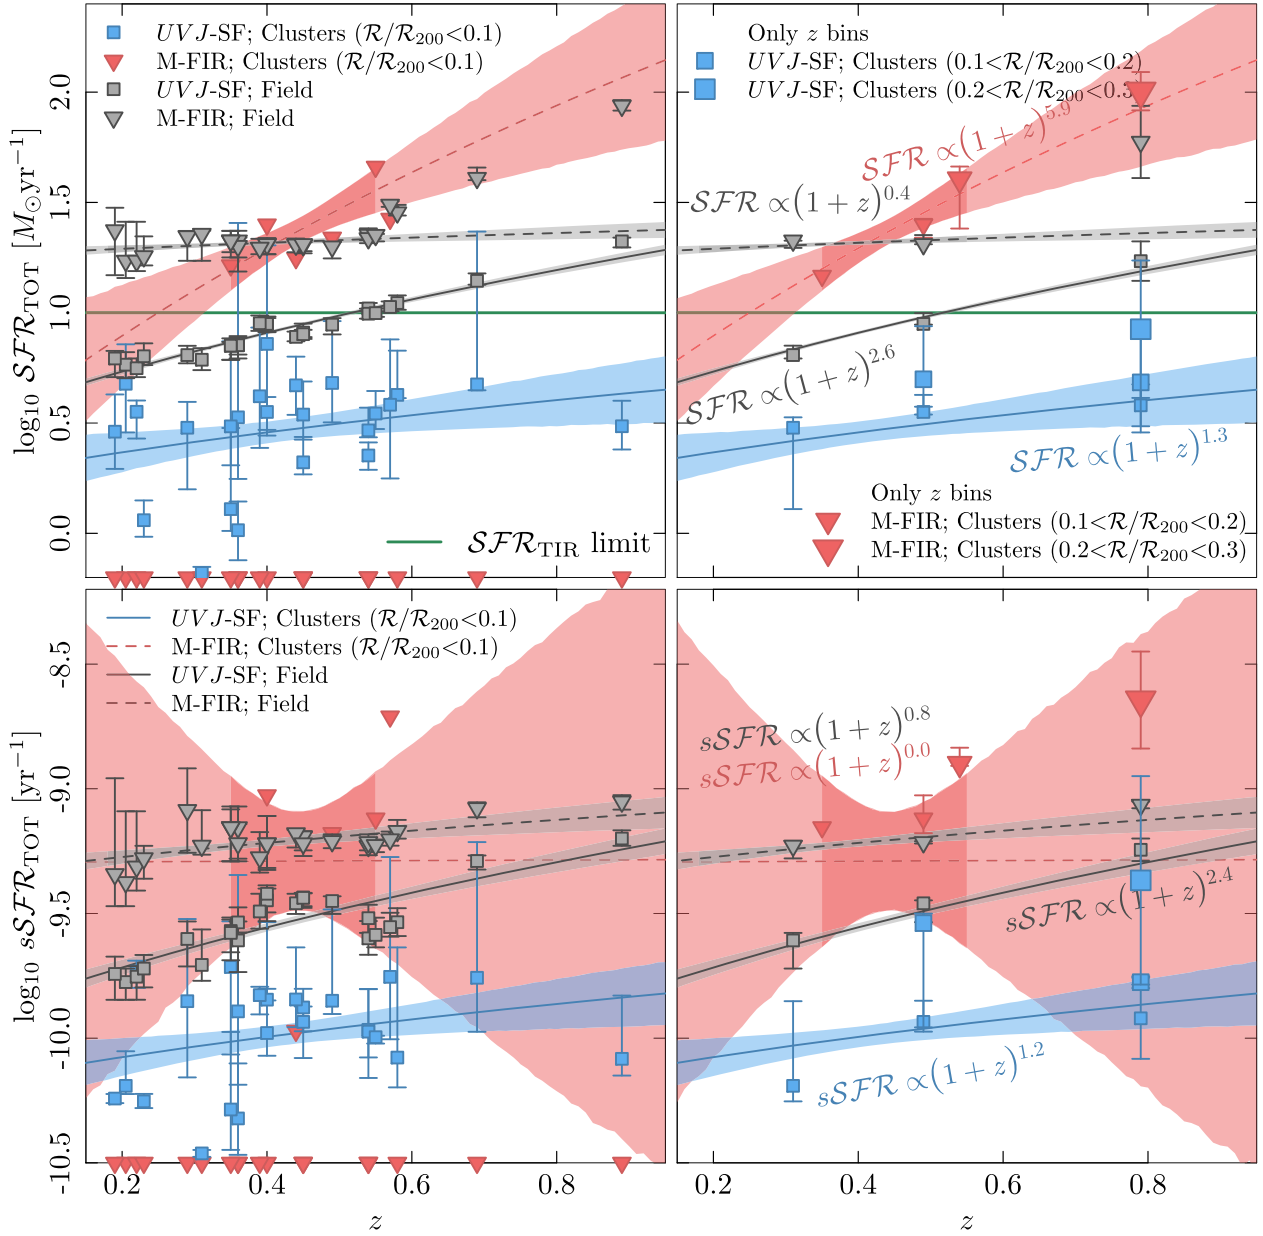 UVJ-SF; Clusters (R/R200<0.1)
M-FIR; Clusters (R/R200<0.1)
UVJ-SF; Field
M-FIR; Field
Only z bins
UVJ-SF; Clusters (0.1<R/R200<0.2)
UVJ-SF; Clusters (0.2<R/R200<0.3)
log10 SFR_TOT [M⊙yr−1]
2.0
1.5
1.0
0.5
0.0
SFR_TIR limit
SFR ∝(1 + z)^5.9
SFR ∝(1 + z)^0.4
SFR ∝(1 + z)^2.6
SFR ∝(1 + z)^1.3
Only z bins
M-FIR; Clusters (0.1<R/R200<0.2)
M-FIR; Clusters (0.2<R/R200<0.3)
UVJ-SF; Clusters (R/R200<0.1)
M-FIR; Clusters (R/R200<0.1)
UVJ-SF; Field
M-FIR; Field
log10 sSFR_TOT [yr−1]
-8.5
-9.0
-9.5
-10.0
-10.5
sSFR ∝(1 + z)^0.8
sSFR ∝(1 + z)^0.0
sSFR ∝(1 + z)^2.4
sSFR ∝(1 + z)^1.2
0.2 0.4 0.6 0.8
0.2 0.4 0.6 0.8
z
z